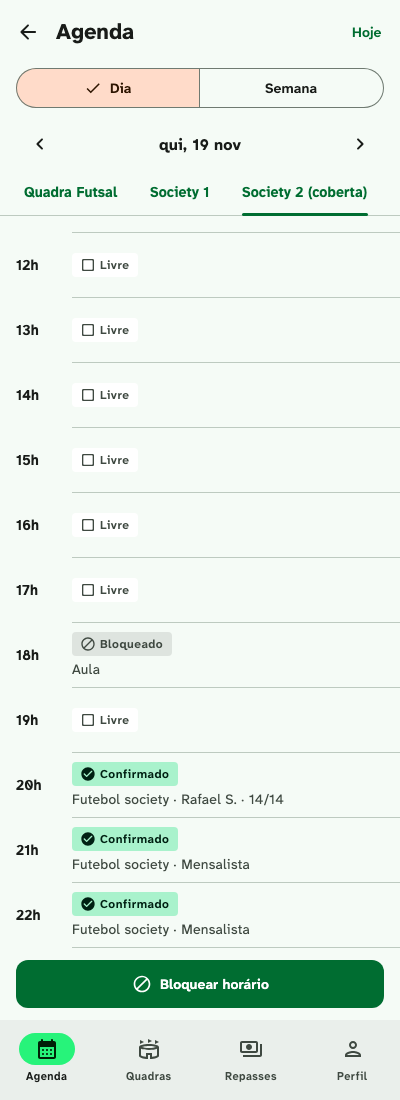 Agenda
Hoje
Dia
Semana
qui, 19 nov
Quadra Futsal
Society 1
Society 2 (coberta)
12h
Livre
13h
Livre
14h
Livre
15h
Livre
16h
Livre
17h
Livre
18h
Bloqueado
Aula
19h
Livre
20h
Confirmado
Futebol society · Rafael S. · 14/14
21h
Confirmado
Futebol society · Mensalista
22h
Confirmado
Futebol society · Mensalista
Bloquear horário
Agenda
Quadras
Repasses
Perfil